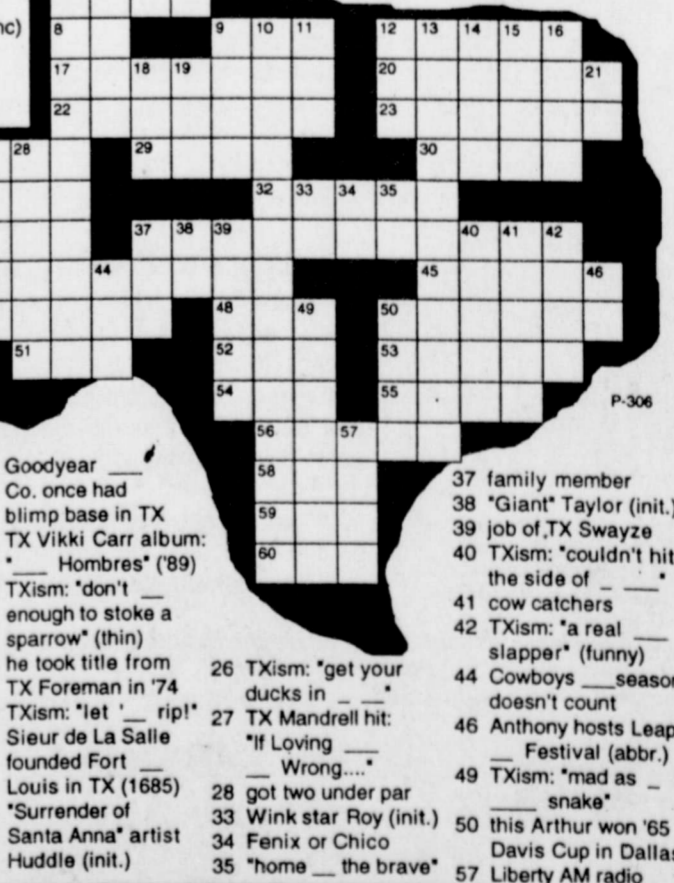 nc)
8 9 10 11 12 13 14 15 16
17 18 19 20 21
22 23
28 29 30
32 33 34 35
37 38 39 40 41 42
44 45 46
48 49 50
51 52 53
54 55
P-306
56 57
58
59
60
Goodyear ___
Co. once had
blimp base in TX
TX Vikki Carr album:
"___ Hombres" ('89)
TXism: "don't __
enough to stoke a
sparrow" (thin)
he took title from
TX Foreman in '74
TXism: "let '__ rip!"
Sieur de La Salle
founded Fort __
Louis in TX (1685)
"Surrender of
Santa Anna" artist
Huddle (init.)
26 TXism: "get your
ducks in _ __"
27 TX Mandrell hit:
"If Loving ___
__ Wrong...."
28 got two under par
33 Wink star Roy (init.)
34 Fenix or Chico
35 "home __ the brave"
37 family member
38 "Giant" Taylor (init.)
39 job of TX Swayze
40 TXism: "couldn't hit
the side of _ ___"
41 cow catchers
42 TXism: "a real ___
slapper" (funny)
44 Cowboys ___season
doesn't count
46 Anthony hosts Leap
__ Festival (abbr.)
49 TXism: "mad as _
____ snake"
50 this Arthur won '65
Davis Cup in Dallas
57 Liberty AM radio